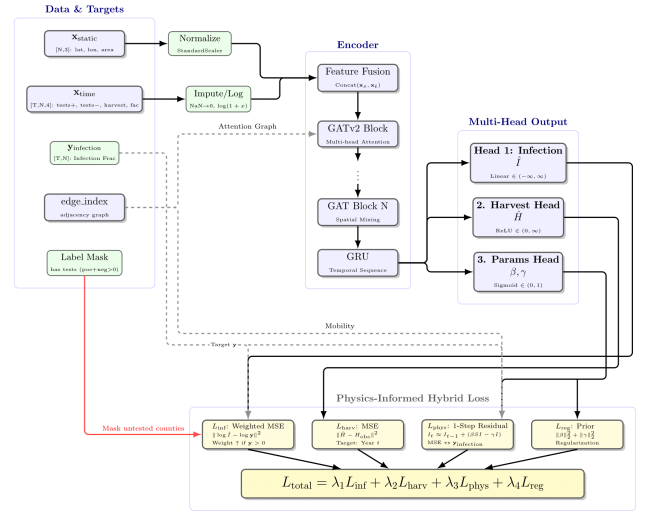 Data & Targets
x_static
[N,3]: lat, lon, area
x_time
[T,N,4]: tests+, tests−, harvest, fac
y_infection
[T,N]: Infection Frac
edge_index
adjacency graph
Label Mask
has tests (pos+neg>0)
Normalize
StandardScaler
Impute/Log
NaN→0, log(1 + x)
Attention Graph
Encoder
Feature Fusion
Concat(x_s, x_t)
GATv2 Block
Multi-head Attention
⋮
GAT Block N
Spatial Mixing
GRU
Temporal Sequence
Multi-Head Output
Head 1: Infection
Î
Linear ∈ (−∞, ∞)
2. Harvest Head
Ĥ
ReLU ∈ (0, ∞)
3. Params Head
β, γ
Sigmoid ∈ (0, 1)
Mobility
Target y
Mask untested counties
Physics-Informed Hybrid Loss
L_inf: Weighted MSE
‖ log Î − log y‖²
Weight ↑ if y > 0
L_harv: MSE
‖Ĥ − H_obs‖²
Target: Year t
L_phys: 1-Step Residual
I_t ≈ I_{t−1} + (βSI − γI)
MSE vs y_infection
L_reg: Prior
‖β‖²₂ + ‖γ‖²₂
Regularization
L_total = λ₁L_inf + λ₂L_harv + λ₃L_phys + λ₄L_reg